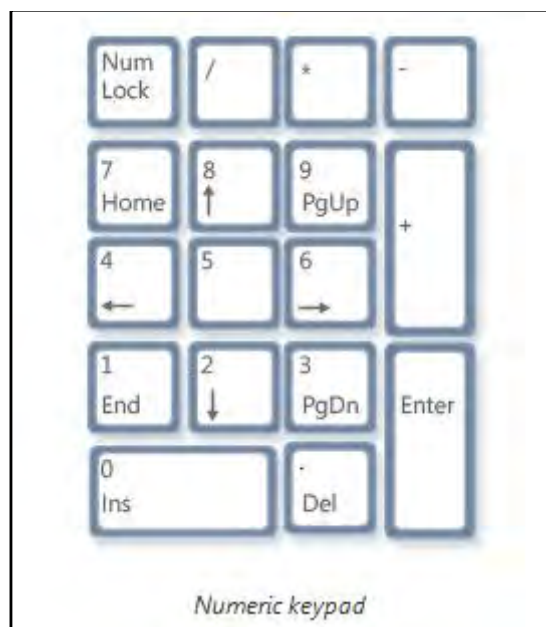 Num
Lock
/
*
-
7
Home
8
↑
9
PgUp
+
4
←
5
6
→
1
End
2
↓
3
PgDn
Enter
0
Ins
.
Del
Numeric keypad